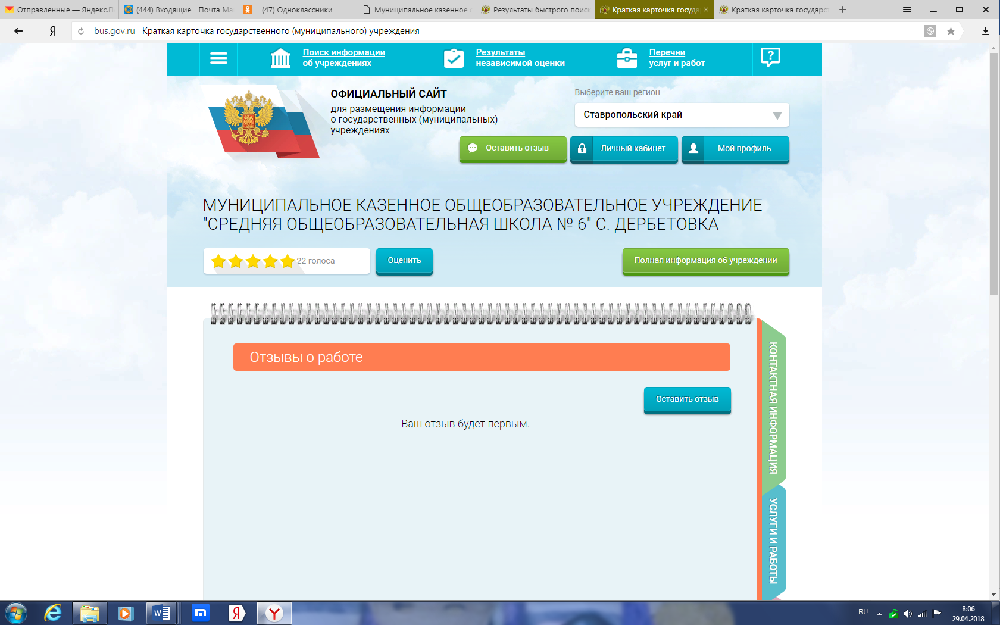 Отправленные — Яндекс.П
(444) Входящие - Почта Ма
(47) Одноклассники
Муниципальное казенное
Результаты быстрого поиск
Краткая карточка госуда
Краткая карточка государст
Я
bus.gov.ru Краткая карточка государственного (муниципального) учреждения
Поиск информации
об учреждениях
Результаты
независимой оценки
Перечни
услуг и работ
?
ОФИЦИАЛЬНЫЙ САЙТ
для размещения информации
о государственных (муниципальных)
учреждениях
Выберите ваш регион
Ставропольский край
Оставить отзыв
Личный кабинет
Мой профиль
МУНИЦИПАЛЬНОЕ КАЗЕННОЕ ОБЩЕОБРАЗОВАТЕЛЬНОЕ УЧРЕЖДЕНИЕ
"СРЕДНЯЯ ОБЩЕОБРАЗОВАТЕЛЬНАЯ ШКОЛА № 6" С. ДЕРБЕТОВКА
22 голоса
Оценить
Полная информация об учреждении
Отзывы о работе
Оставить отзыв
Ваш отзыв будет первым.
КОНТАКТНАЯ ИНФОРМАЦИЯ
УСЛУГИ И РАБОТЫ
RU
8:06
29.04.2018